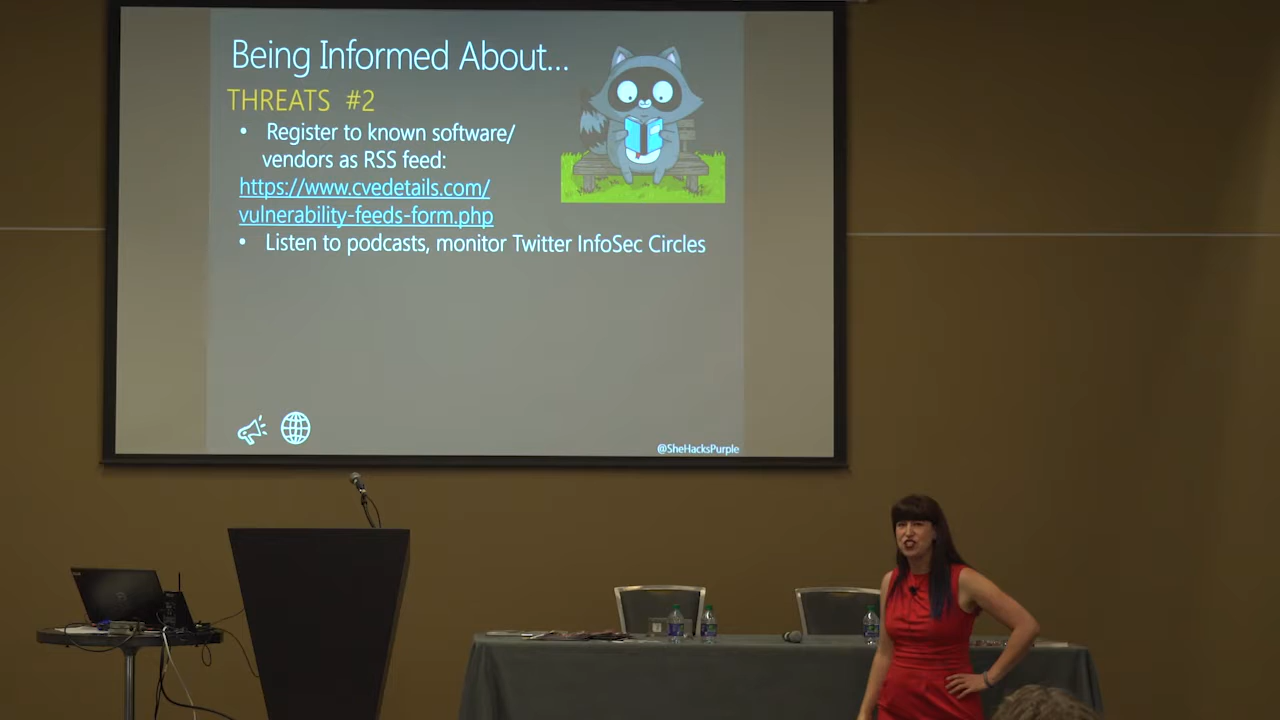 Being Informed About...
THREATS #2
• Register to known software/
vendors as RSS feed:
https://www.cvedetails.com/
vulnerability-feeds-form.php
• Listen to podcasts, monitor Twitter InfoSec Circles
@SheHacksPurple